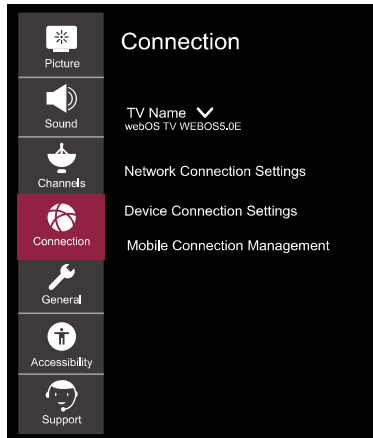 Picture
Sound
Channels
Connection
General
Accessibility
Support
Connection
TV Name
webOS TV WEBOS5.0E
Network Connection Settings
Device Connection Settings
Mobile Connection Management